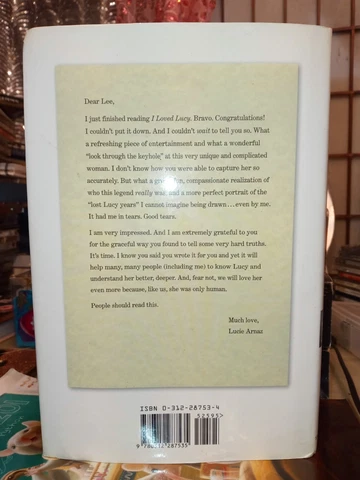 Dear Lee,
I just finished reading I Loved Lucy. Bravo. Congratulations!
I couldn't put it down. And I couldn't wait to tell you so. What
a refreshing piece of entertainment and what a wonderful
"look through the keyhole," at this very unique and complicated
woman. I don't know how you were able to capture her so
accurately. But what a compassionate realization of
who this legend really was, and a more perfect portrait of the
"lost Lucy years" I cannot imagine being drawn...even by me.
It had me in tears. Good tears.
I am very impressed. And I am extremely grateful to you
for the graceful way you found to tell some very hard truths.
It's time. I know you said you wrote it for you and yet it will
help many, many people (including me) to know Lucy and
understand her better, deeper. And, fear not, we will love her
even more because, like us, she was only human.
People should read this.
Much love,
Lucie Arnaz
ISBN 0-312-28753-4
52595>
9 780312 287535